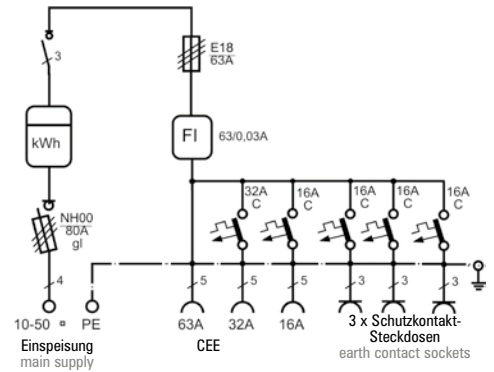 E18
63A
3
kWh
FI
63/0,03A
32A
C
16A
C
16A
C
16A
C
16A
C
NH00
80A
gl
4
5
5
5
3
3
3
10-50 ¤
PE
63A
32A
16A
3 x Schutzkontakt-
Steckdosen
earth contact sockets
Einspeisung
main supply
CEE